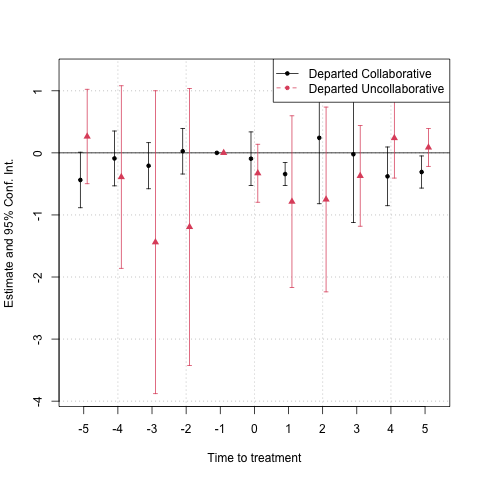 Departed Collaborative
Departed Uncollaborative
Estimate and 95% Conf. Int.
1
0
-1
-2
-3
-4
-5 -4 -3 -2 -1 0 1 2 3 4 5
Time to treatment